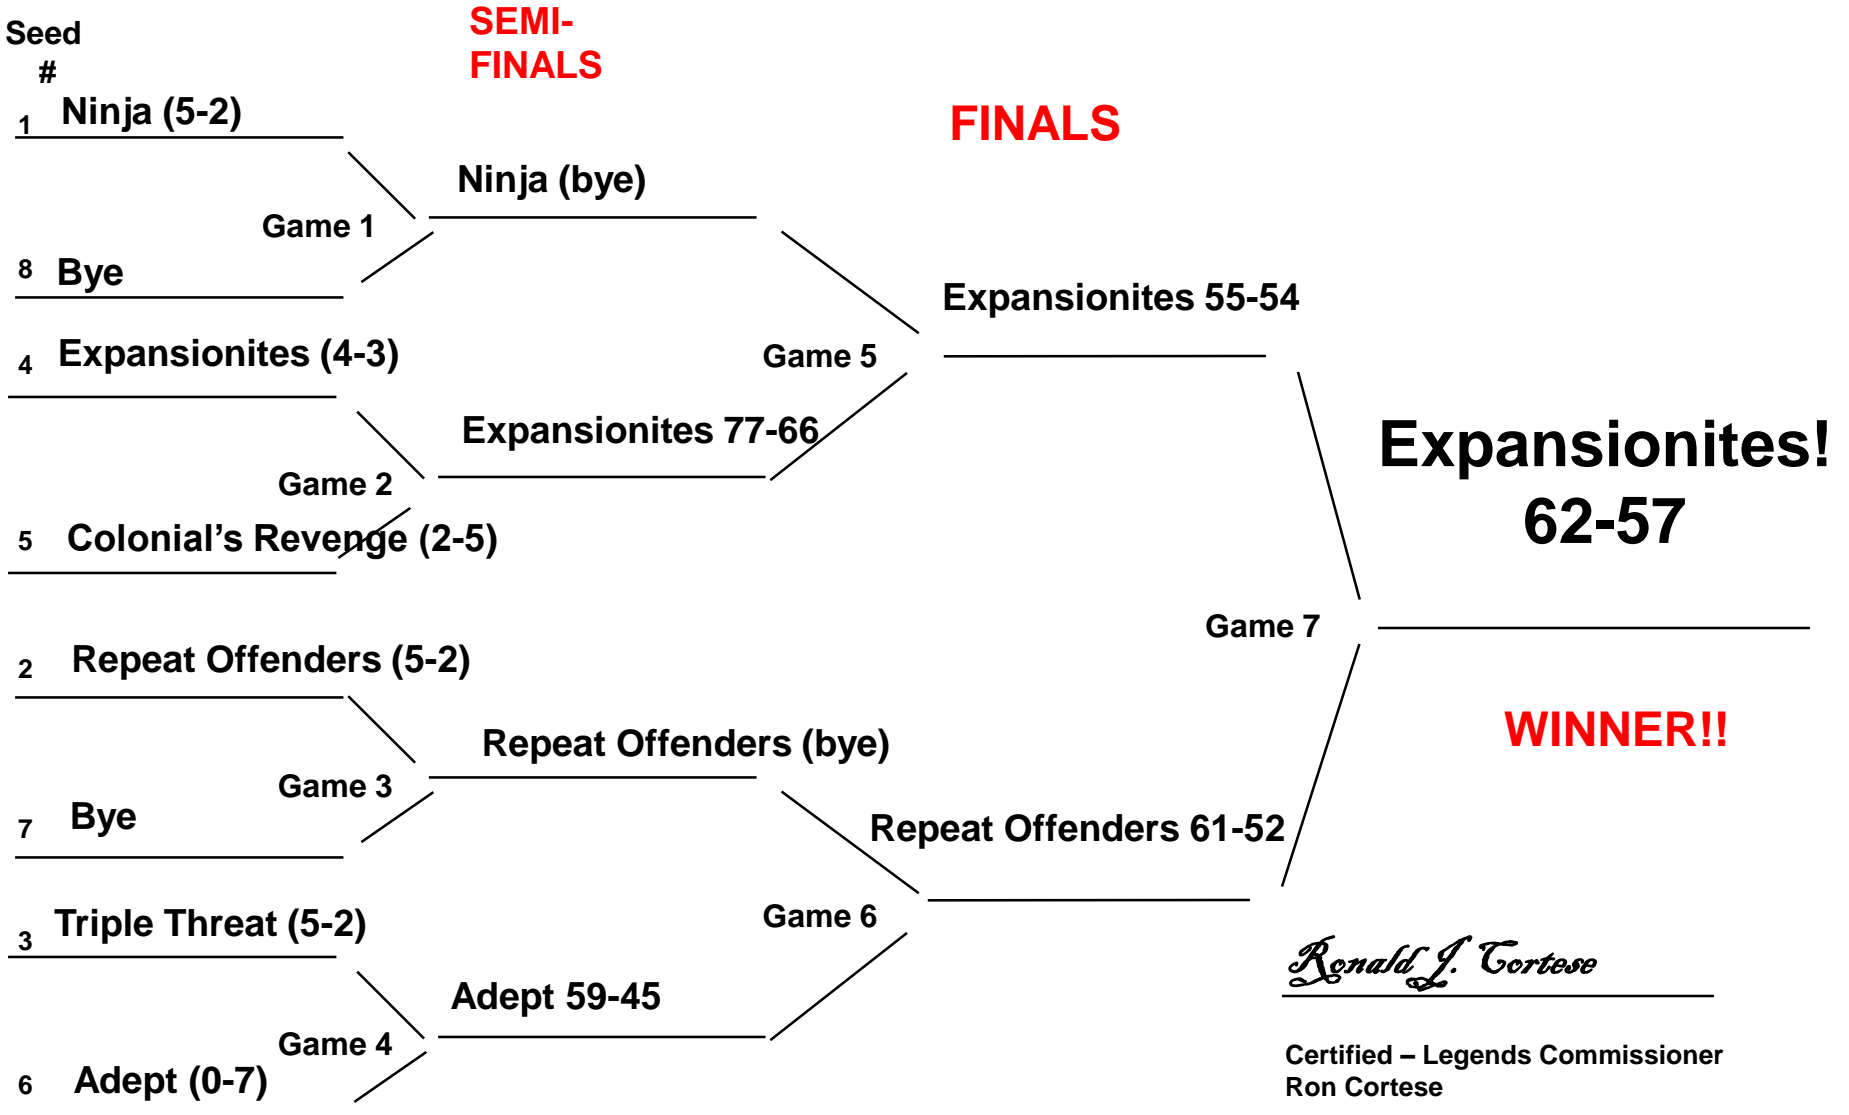 Seed
#
SEMI-
FINALS
FINALS
1 Ninja (5-2)
Ninja (bye)
Game 1
8 Bye
Expansionites 55-54
4 Expansionites (4-3)
Game 5
Expansionites 77-66
Expansionites!
62-57
Game 2
5 Colonial’s Revenge (2-5)
Game 7
2 Repeat Offenders (5-2)
WINNER!!
Repeat Offenders (bye)
Game 3
7 Bye
Repeat Offenders 61-52
3 Triple Threat (5-2)
Game 6
Ronald J. Cortese
Adept 59-45
Game 4
6 Adept (0-7)
Certified – Legends Commissioner
Ron Cortese